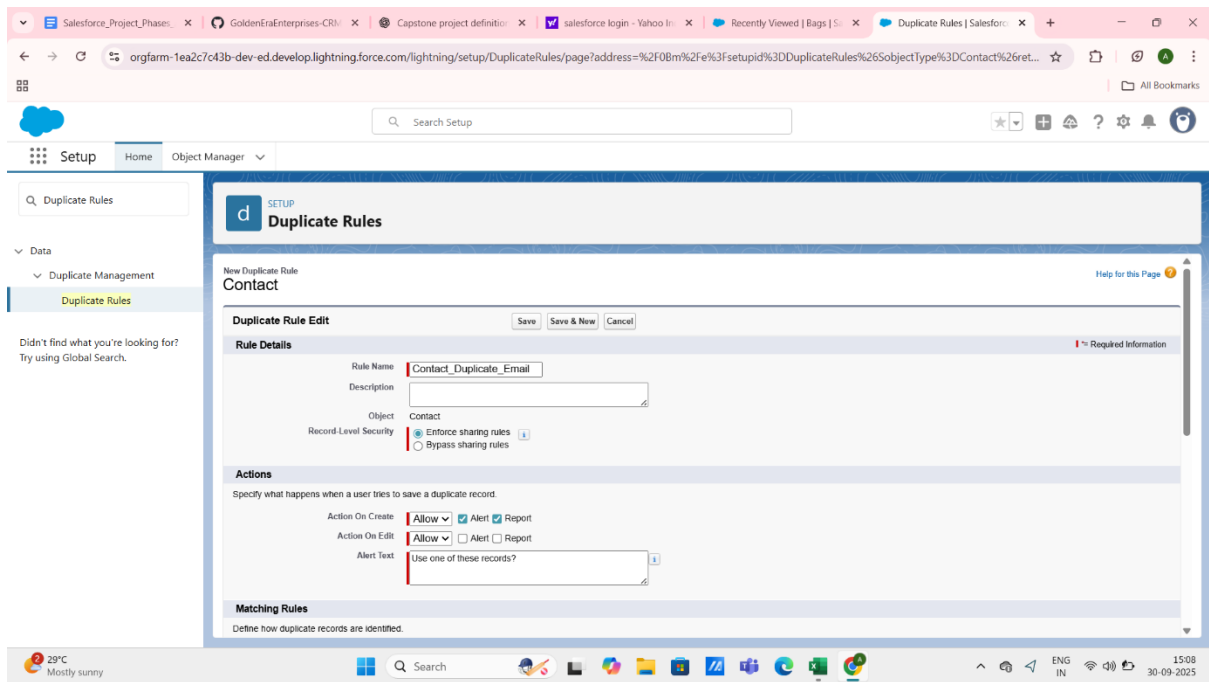 Salesforce_Project_Phases_
GoldenEraEnterprises-CRM
Capstone project definition
salesforce login - Yahoo In
Recently Viewed | Bags | Sa
Duplicate Rules | Salesforc
orgfarm-1ea2c7c43b-dev-ed.develop.lightning.force.com/lightning/setup/DuplicateRules/page?address=%2F0Bm%2Fe%3Fsetupid%3DDuplicateRules%26SobjectType%3DContact%26ret...
A
All Bookmarks
Search Setup
Setup Home Object Manager
Duplicate Rules
Data
Duplicate Management
Duplicate Rules
Didn't find what you're looking for?
Try using Global Search.
d
SETUP
Duplicate Rules
New Duplicate Rule
Contact
Help for this Page ?
Duplicate Rule Edit Save Save & New Cancel
Rule Details = Required Information
Rule Name Contact_Duplicate_Email
Description
Object Contact
Record-Level Security Enforce sharing rules i
Bypass sharing rules
Actions
Specify what happens when a user tries to save a duplicate record.
Action On Create Allow Alert Report
Action On Edit Allow Alert Report
Alert Text Use one of these records? i
Matching Rules
Define how duplicate records are identified.
2 29°C
Mostly sunny
Search
ENG
IN
15:08
30-09-2025